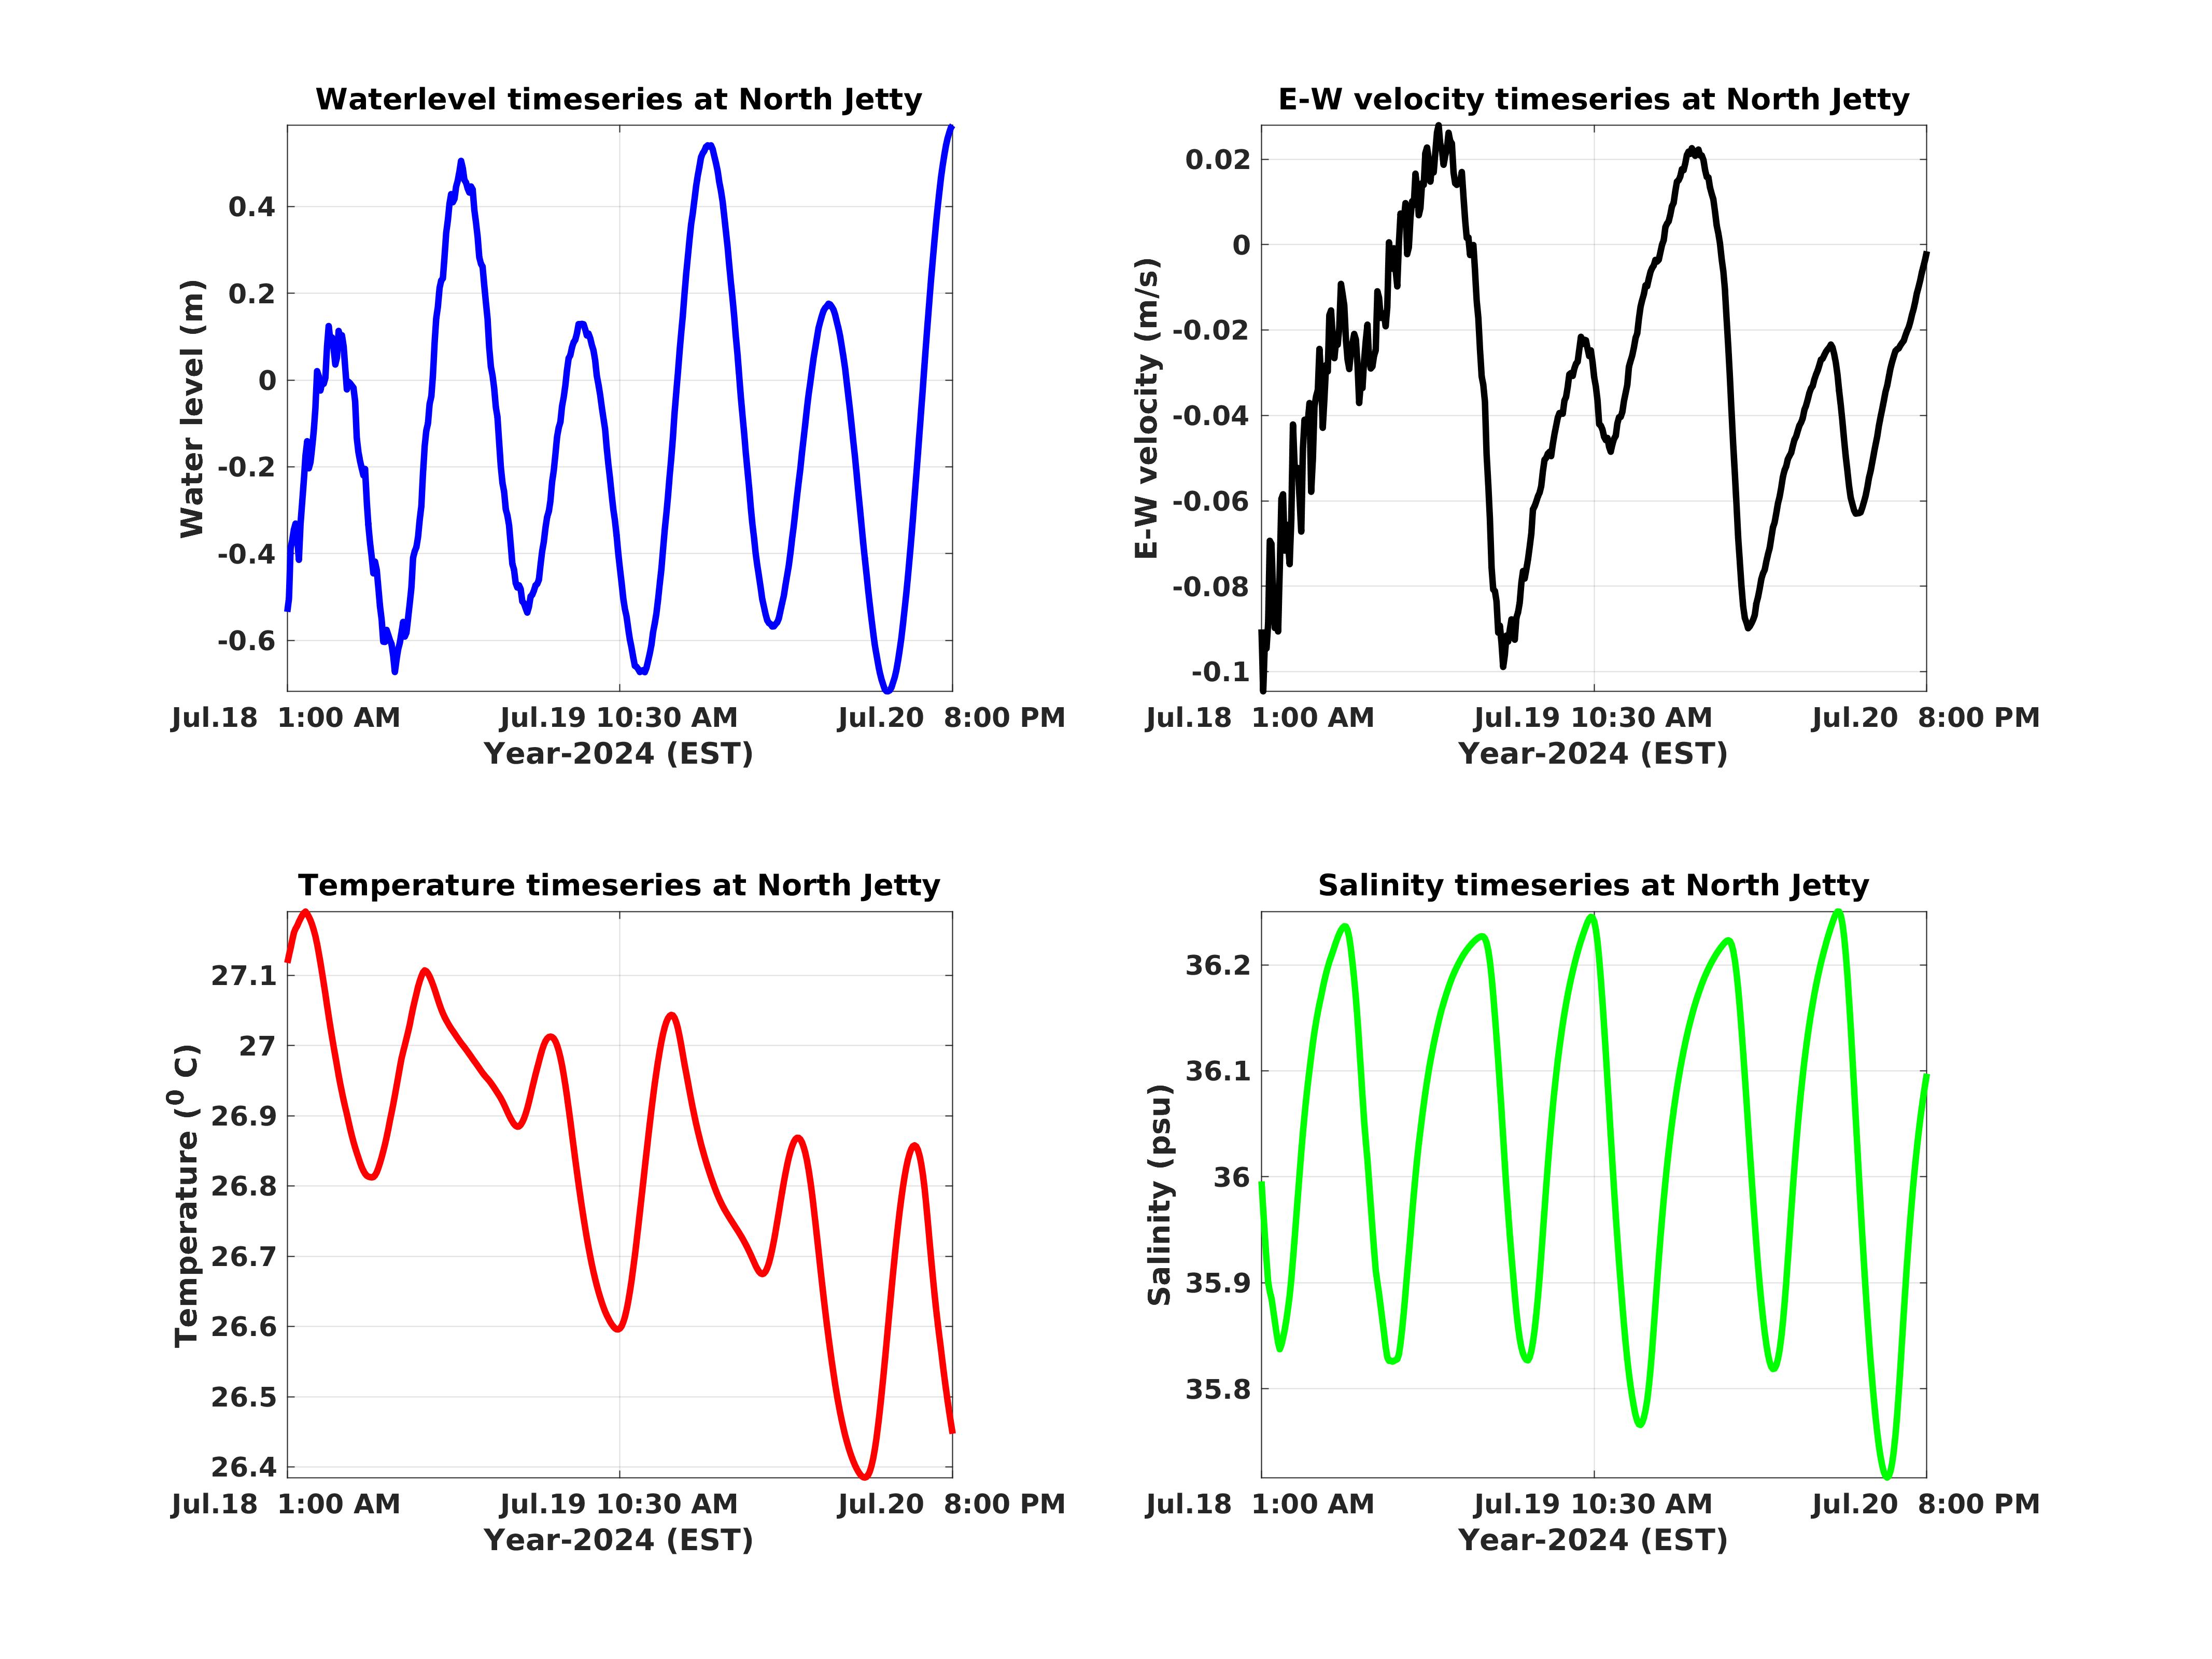 Waterlevel timeseries at North Jetty
0.4
0.2
0
-0.2
-0.4
-0.6
Water level (m)
Jul.18 1:00 AM
Jul.19 10:30 AM
Jul.20 8:00 PM
Year-2024 (EST)
E-W velocity timeseries at North Jetty
0.02
0
-0.02
-0.04
-0.06
-0.08
-0.1
E-W velocity (m/s)
Jul.18 1:00 AM
Jul.19 10:30 AM
Jul.20 8:00 PM
Year-2024 (EST)
Temperature timeseries at North Jetty
27.1
27
26.9
26.8
26.7
26.6
26.5
26.4
Temperature (⁰ C)
Jul.18 1:00 AM
Jul.19 10:30 AM
Jul.20 8:00 PM
Year-2024 (EST)
Salinity timeseries at North Jetty
36.2
36.1
36
35.9
35.8
Salinity (psu)
Jul.18 1:00 AM
Jul.19 10:30 AM
Jul.20 8:00 PM
Year-2024 (EST)